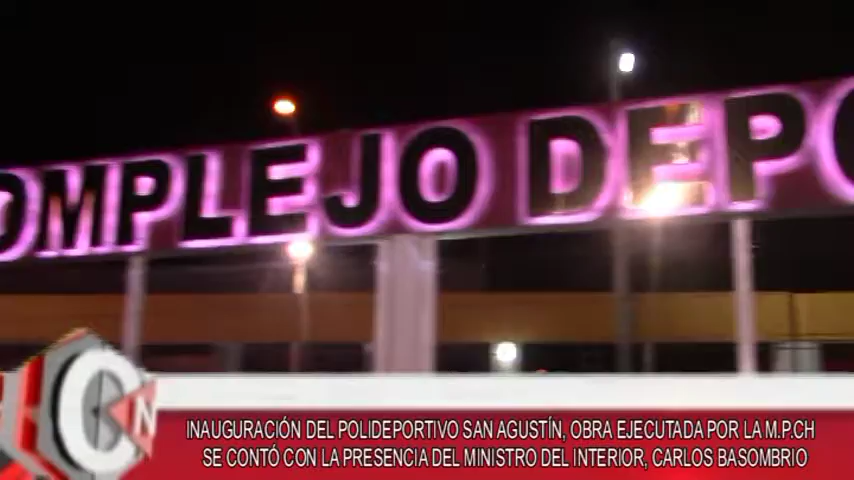 OMPLEJO DEPO
CN
INAUGURACIÓN DEL POLIDEPORTIVO SAN AGUSTÍN, OBRA EJECUTADA POR LA M.P.CH
SE CONTÓ CON LA PRESENCIA DEL MINISTRO DEL INTERIOR, CARLOS BASOMBRIO